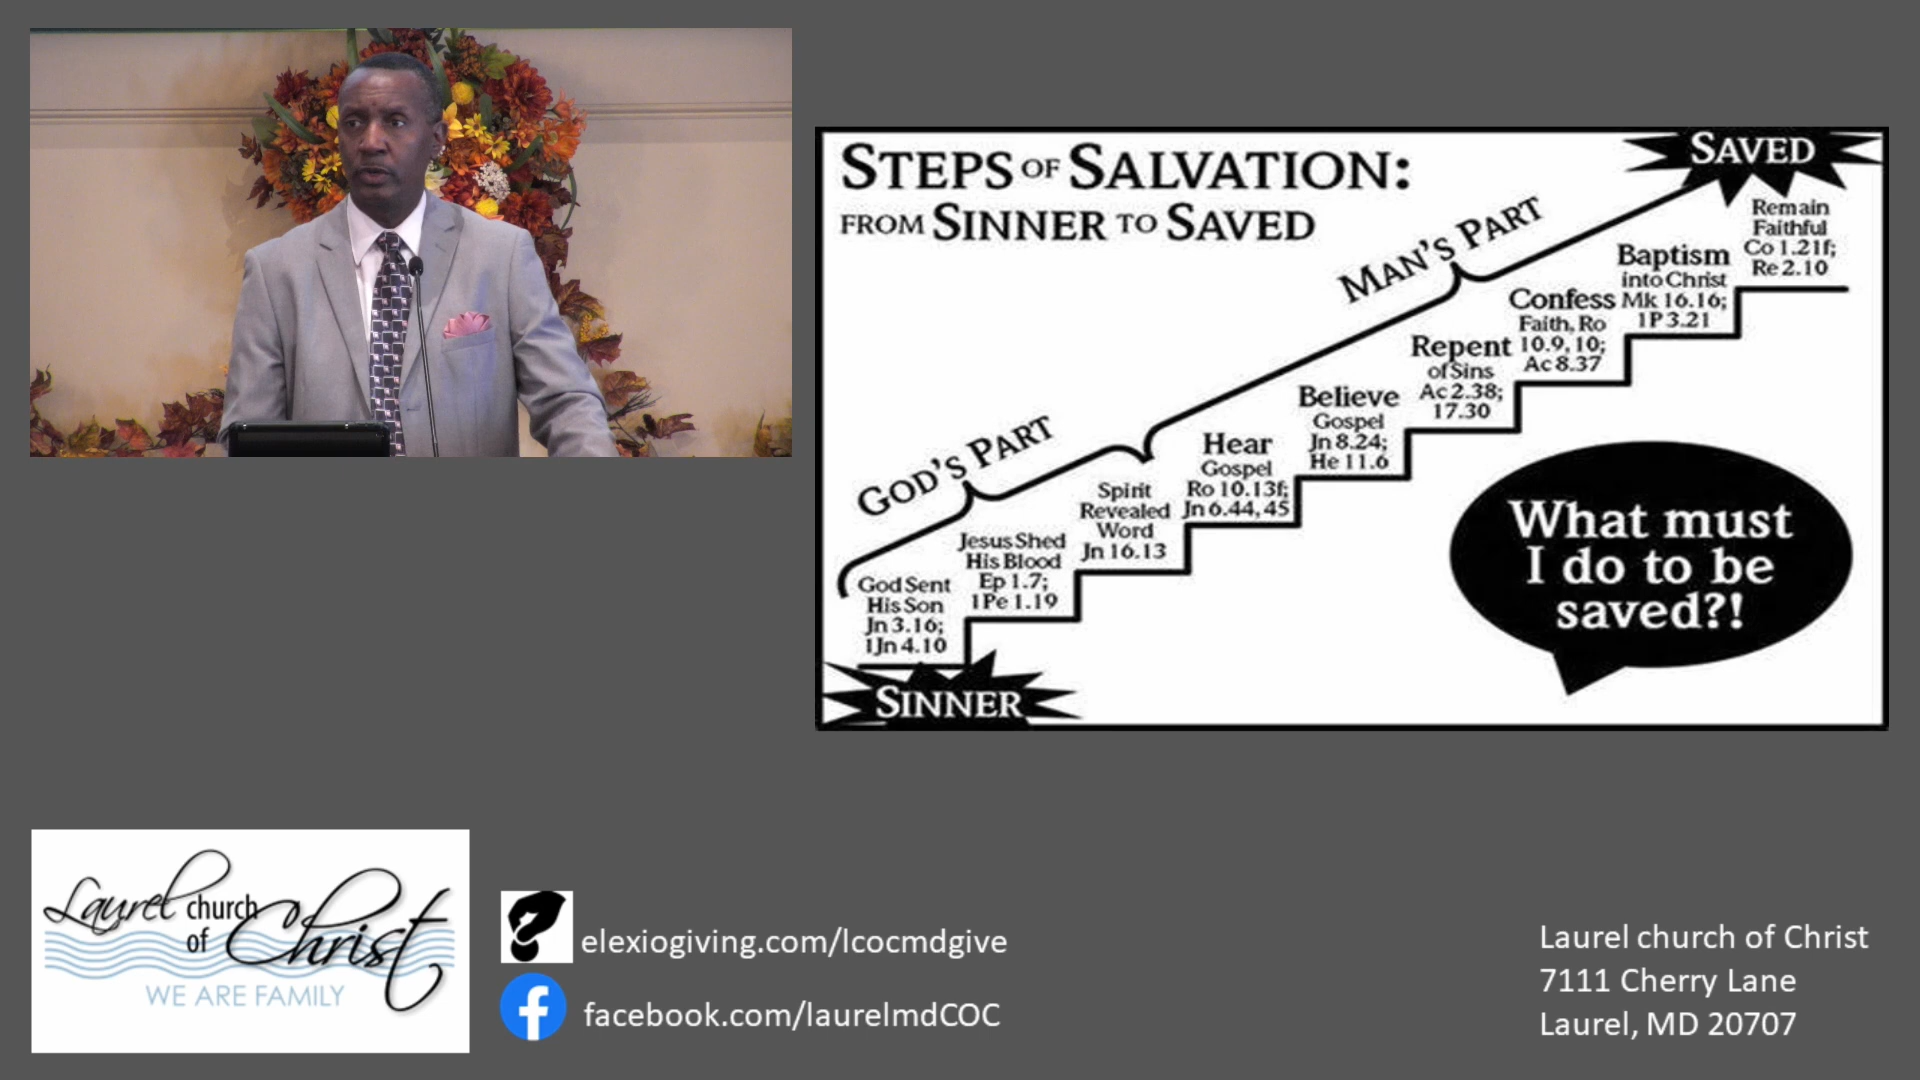 STEPS OF SALVATION:
FROM SINNER TO SAVED
SAVED
MAN'S PART
GOD'S PART
God Sent
His Son
Jn 3.16;
1Jn 4.10
Jesus Shed
His Blood
Ep 1.7;
1Pe 1.19
Spirit
Revealed
Word
Jn 16.13
Hear
Gospel
Ro 10.13f;
Jn 6.44, 45
Believe
Gospel
Jn 8.24;
He 11.6
Repent
of Sins
Ac 2.38;
17.30
Confess
Faith, Ro
10.9, 10;
Ac 8.37
Baptism
into Christ
Mk 16.16;
1P 3.21
Remain
Faithful
Co 1.21f;
Re 2.10
SINNER
What must
I do to be
saved?!
Laurel church
of Christ
WE ARE FAMILY
elexiogiving.com/lcocmdgive
facebook.com/laurelmdCOC
Laurel church of Christ
7111 Cherry Lane
Laurel, MD 20707